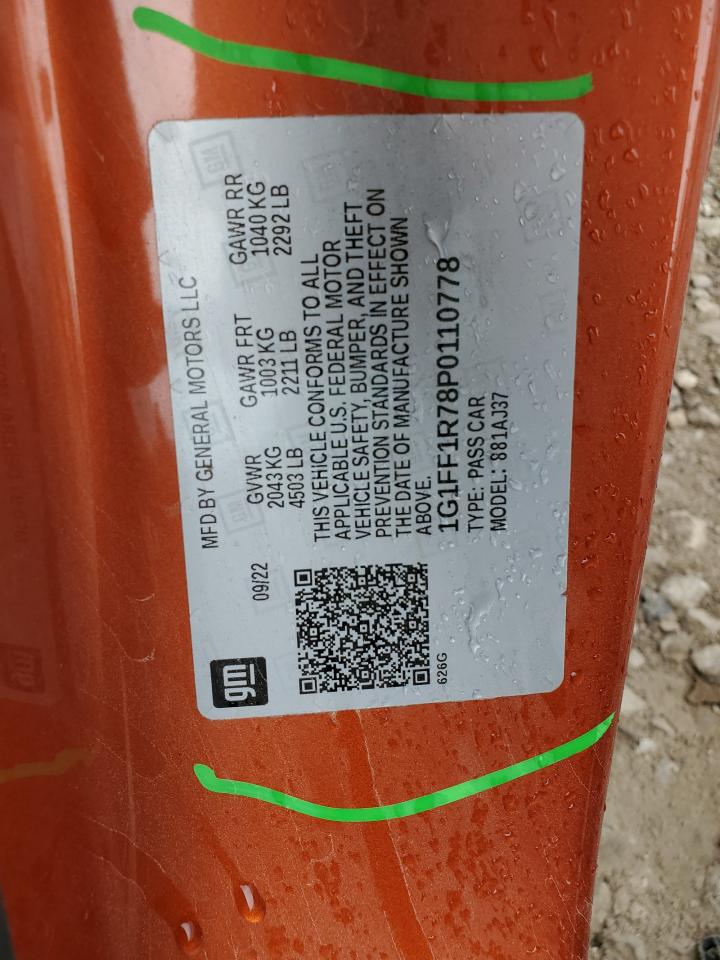 MFD BY GENERAL MOTORS LLC
09/22
GVWR GAWR FRT GAWR RR
2043 KG 1003 KG 1040 KG
4503 LB 2211 LB 2292 LB
THIS VEHICLE CONFORMS TO ALL
APPLICABLE U.S. FEDERAL MOTOR
VEHICLE SAFETY, BUMPER, AND THEFT
PREVENTION STANDARDS IN EFFECT ON
THE DATE OF MANUFACTURE SHOWN
ABOVE.
1G1FF1R78P0110778
TYPE: PASS CAR
MODEL: 881AJ37
gm
626G